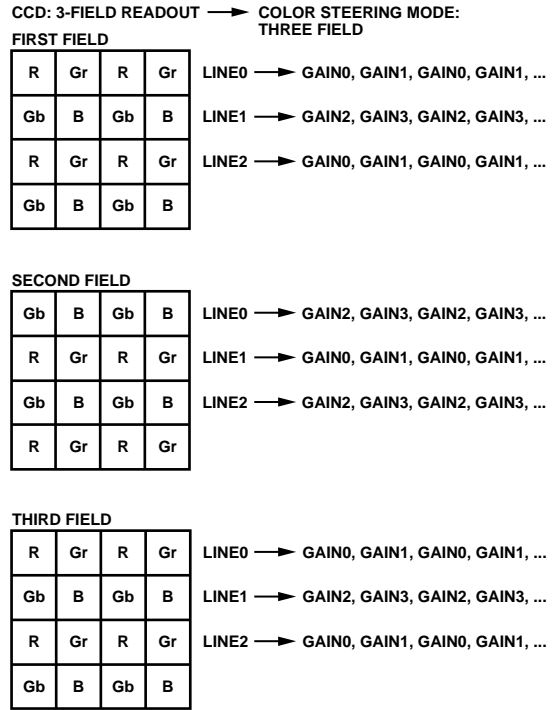 CCD: 3-FIELD READOUT COLOR STEERING MODE:
THREE FIELD
FIRST FIELD
R Gr R Gr LINE0 GAIN0, GAIN1, GAIN0, GAIN1, ...
Gb B Gb B LINE1 GAIN2, GAIN3, GAIN2, GAIN3, ...
R Gr R Gr LINE2 GAIN0, GAIN1, GAIN0, GAIN1, ...
Gb B Gb B
SECOND FIELD
Gb B Gb B LINE0 GAIN2, GAIN3, GAIN2, GAIN3, ...
R Gr R Gr LINE1 GAIN0, GAIN1, GAIN0, GAIN1, ...
Gb B Gb B LINE2 GAIN2, GAIN3, GAIN2, GAIN3, ...
R Gr R Gr
THIRD FIELD
R Gr R Gr LINE0 GAIN0, GAIN1, GAIN0, GAIN1, ...
Gb B Gb B LINE1 GAIN2, GAIN3, GAIN2, GAIN3, ...
R Gr R Gr LINE2 GAIN0, GAIN1, GAIN0, GAIN1, ...
Gb B Gb B